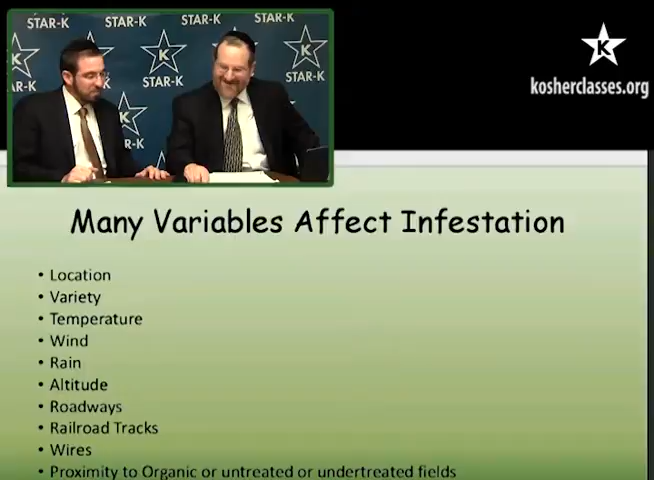 STAR-K
STAR-K
STAR-K
STAR-K
STAR-K
R-K
K
K
kosherclasses.org
Many Variables Affect Infestation
• Location
• Variety
• Temperature
• Wind
• Rain
• Altitude
• Roadways
• Railroad Tracks
• Wires
• Proximity to Organic or untreated or undertreated fields